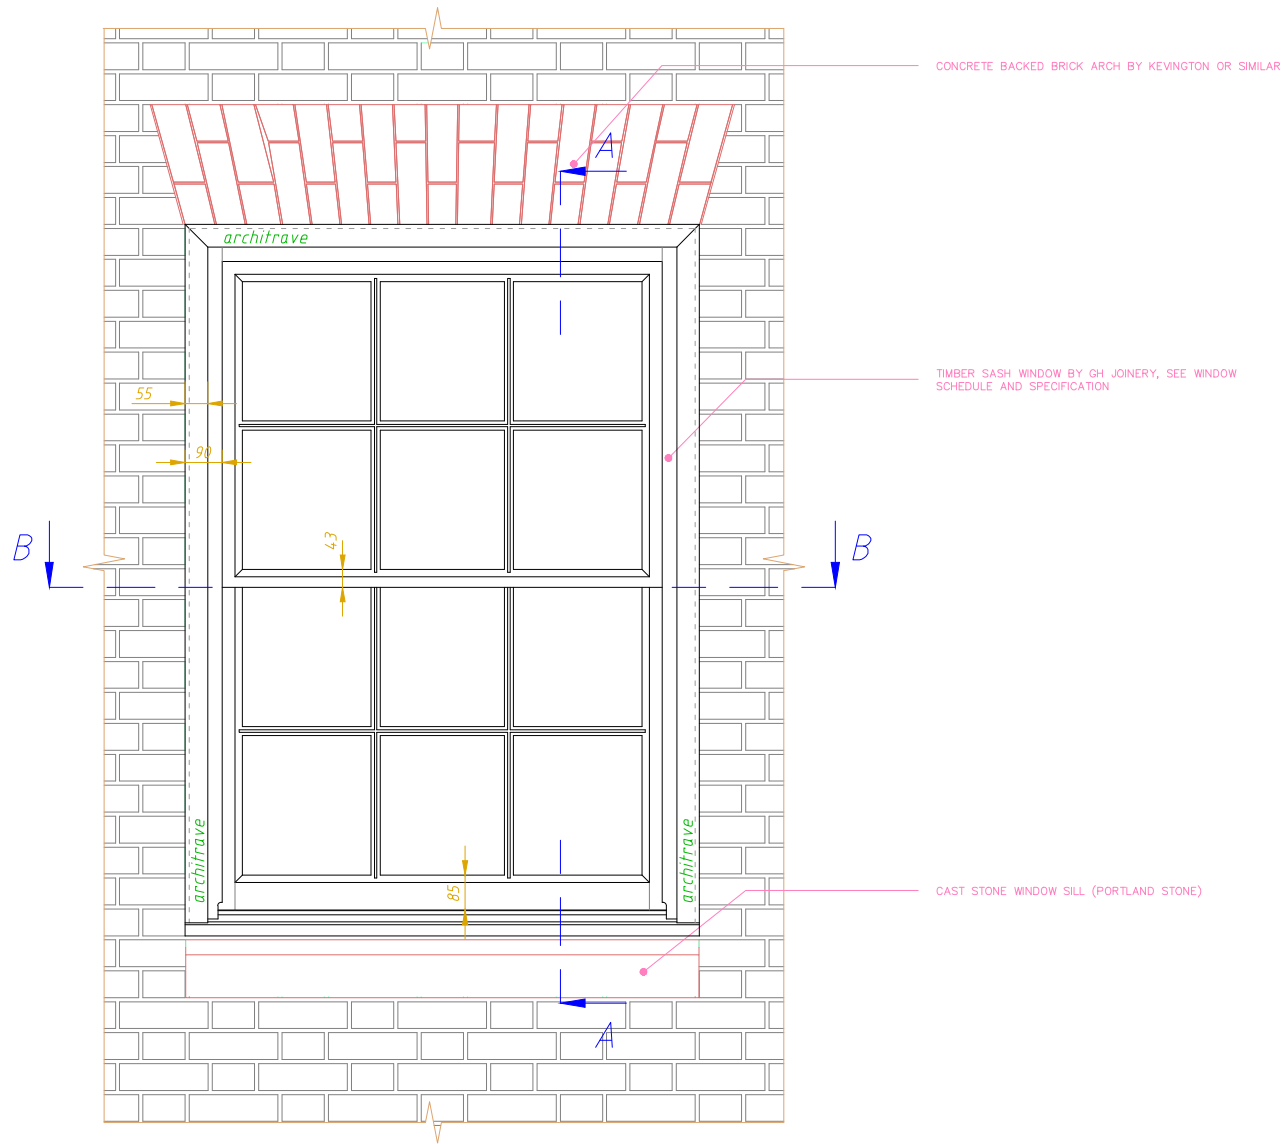 CONCRETE BACKED BRICK ARCH BY KEVINGTON OR SIMILAR
A
architrave
TIMBER SASH WINDOW BY GH JOINERY, SEE WINDOW
SCHEDULE AND SPECIFICATION
55
90
43
B
B
architrave
architrave
85
CAST STONE WINDOW SILL (PORTLAND STONE)
A